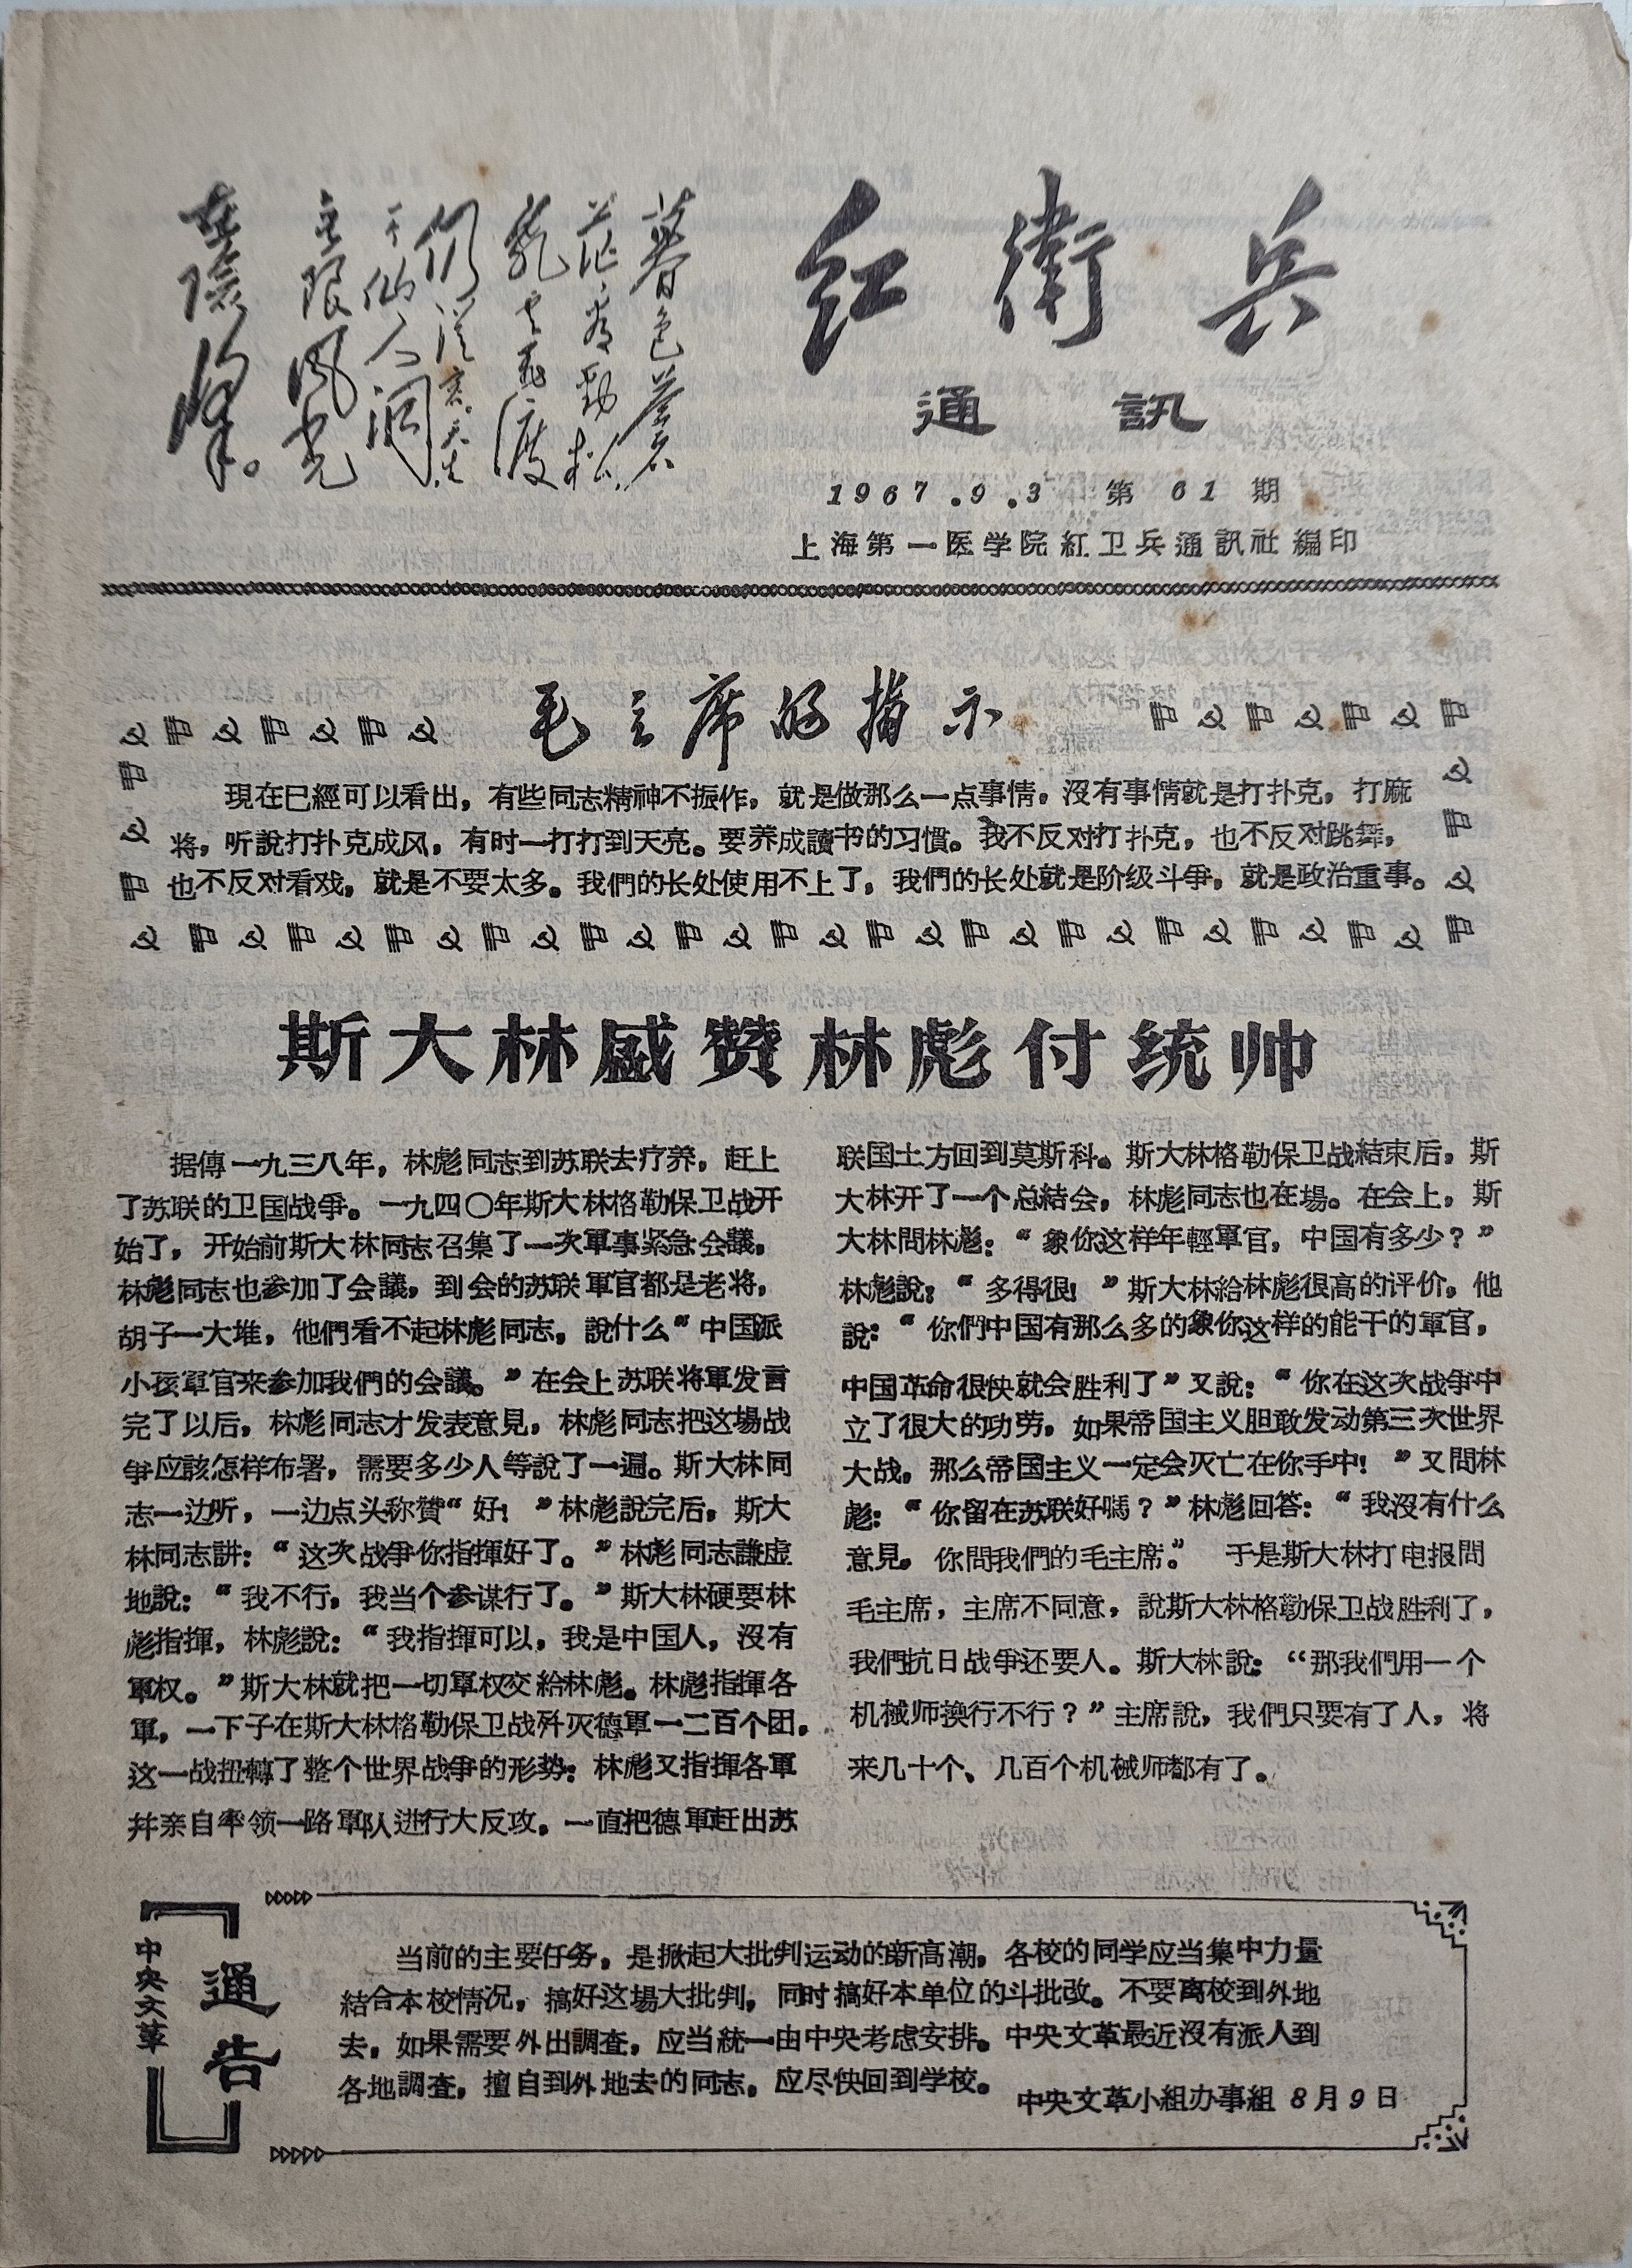 红衛兵
通訊
1967.9.3 第61期
上海第一医学院紅卫兵通訊社編印
暮色苍茫
茫看勁松
乱云飞渡
仍从容天生
一个仙人洞
无限风光
在险峰。
毛主席的指示
現在已經可以看出，有些同志精神不振作，就是做那么一点事情。沒有事情就是打扑克，打麻
将，听說打扑克成风，有时一打打到天亮。要养成讀书的习慣。我不反对打扑克，也不反对跳舞，
也不反对看戏，就是不要太多。我們的长处使用不上了，我們的长处就是阶级斗爭，就是政治重事。
斯大林盛赞林彪付统帅
据傳一九三八年，林彪同志到苏联去疗养，赶上
了苏联的卫国战爭。一九四〇年斯大林格勒保卫战开
始了，开始前斯大林同志召集了一次軍事紧急会議，
林彪同志也参加了会議，到会的苏联軍官都是老将，
胡子一大堆，他們看不起林彪同志，說什么“中国派
小孩軍官来参加我們的会議。”在会上苏联将軍发言
完了以后，林彪同志才发表意見，林彪同志把这場战
爭应該怎样布署，需要多少人等說了一遍。斯大林同
志一边听，一边点头称贊“好！”林彪說完后，斯大
林同志講：“这次战爭你指揮好了。”林彪同志謙虚
地說：“我不行，我当个参谋行了。”斯大林硬要林
彪指揮，林彪說：“我指揮可以，我是中国人，沒有
軍权。”斯大林就把一切軍权交給林彪。林彪指揮各
軍，一下子在斯大林格勒保卫战歼灭德軍一二百个团。
这一战扭轉了整个世界战爭的形势；林彪又指揮各軍
幷亲自率领一路軍队进行大反攻，一直把德軍赶出苏
联国土方回到莫斯科。斯大林格勒保卫战結束后，斯
大林开了一个总結会，林彪同志也在場。在会上，斯
大林問林彪：“象你这样年輕軍官，中国有多少？”
林彪說：“多得很！”斯大林給林彪很高的评价，他
說：“你們中国有那么多的象你这样的能干的軍官，
中国革命很快就会胜利了”又說：“你在这次战爭中
立了很大的功劳，如果帝国主义胆敢发动第三次世界
大战，那么帝国主义一定会灭亡在你手中！”又問林
彪：“你留在苏联好嗎？”林彪回答：“我沒有什么
意見，你問我們的毛主席。”于是斯大林打电报問
毛主席，主席不同意，說斯大林格勒保卫战胜利了，
我們抗日战爭还要人。斯大林說：“那我們用一个
机械师換行不行？”主席說，我們只要有了人，将
来几十个、几百个机械师都有了。
中央文革
通告
当前的主要任务，是掀起大批判运动的新高潮，各校的同学应当集中力量
結合本校情况，搞好这場大批判，同时搞好本单位的斗批改。不要离校到外地
去，如果需要外出調查，应当統一由中央考虑安排。中央文革最近沒有派人到
各地調查，擅自到外地去的同志，应尽快回到学校。
中央文革小組办事組 8月9日